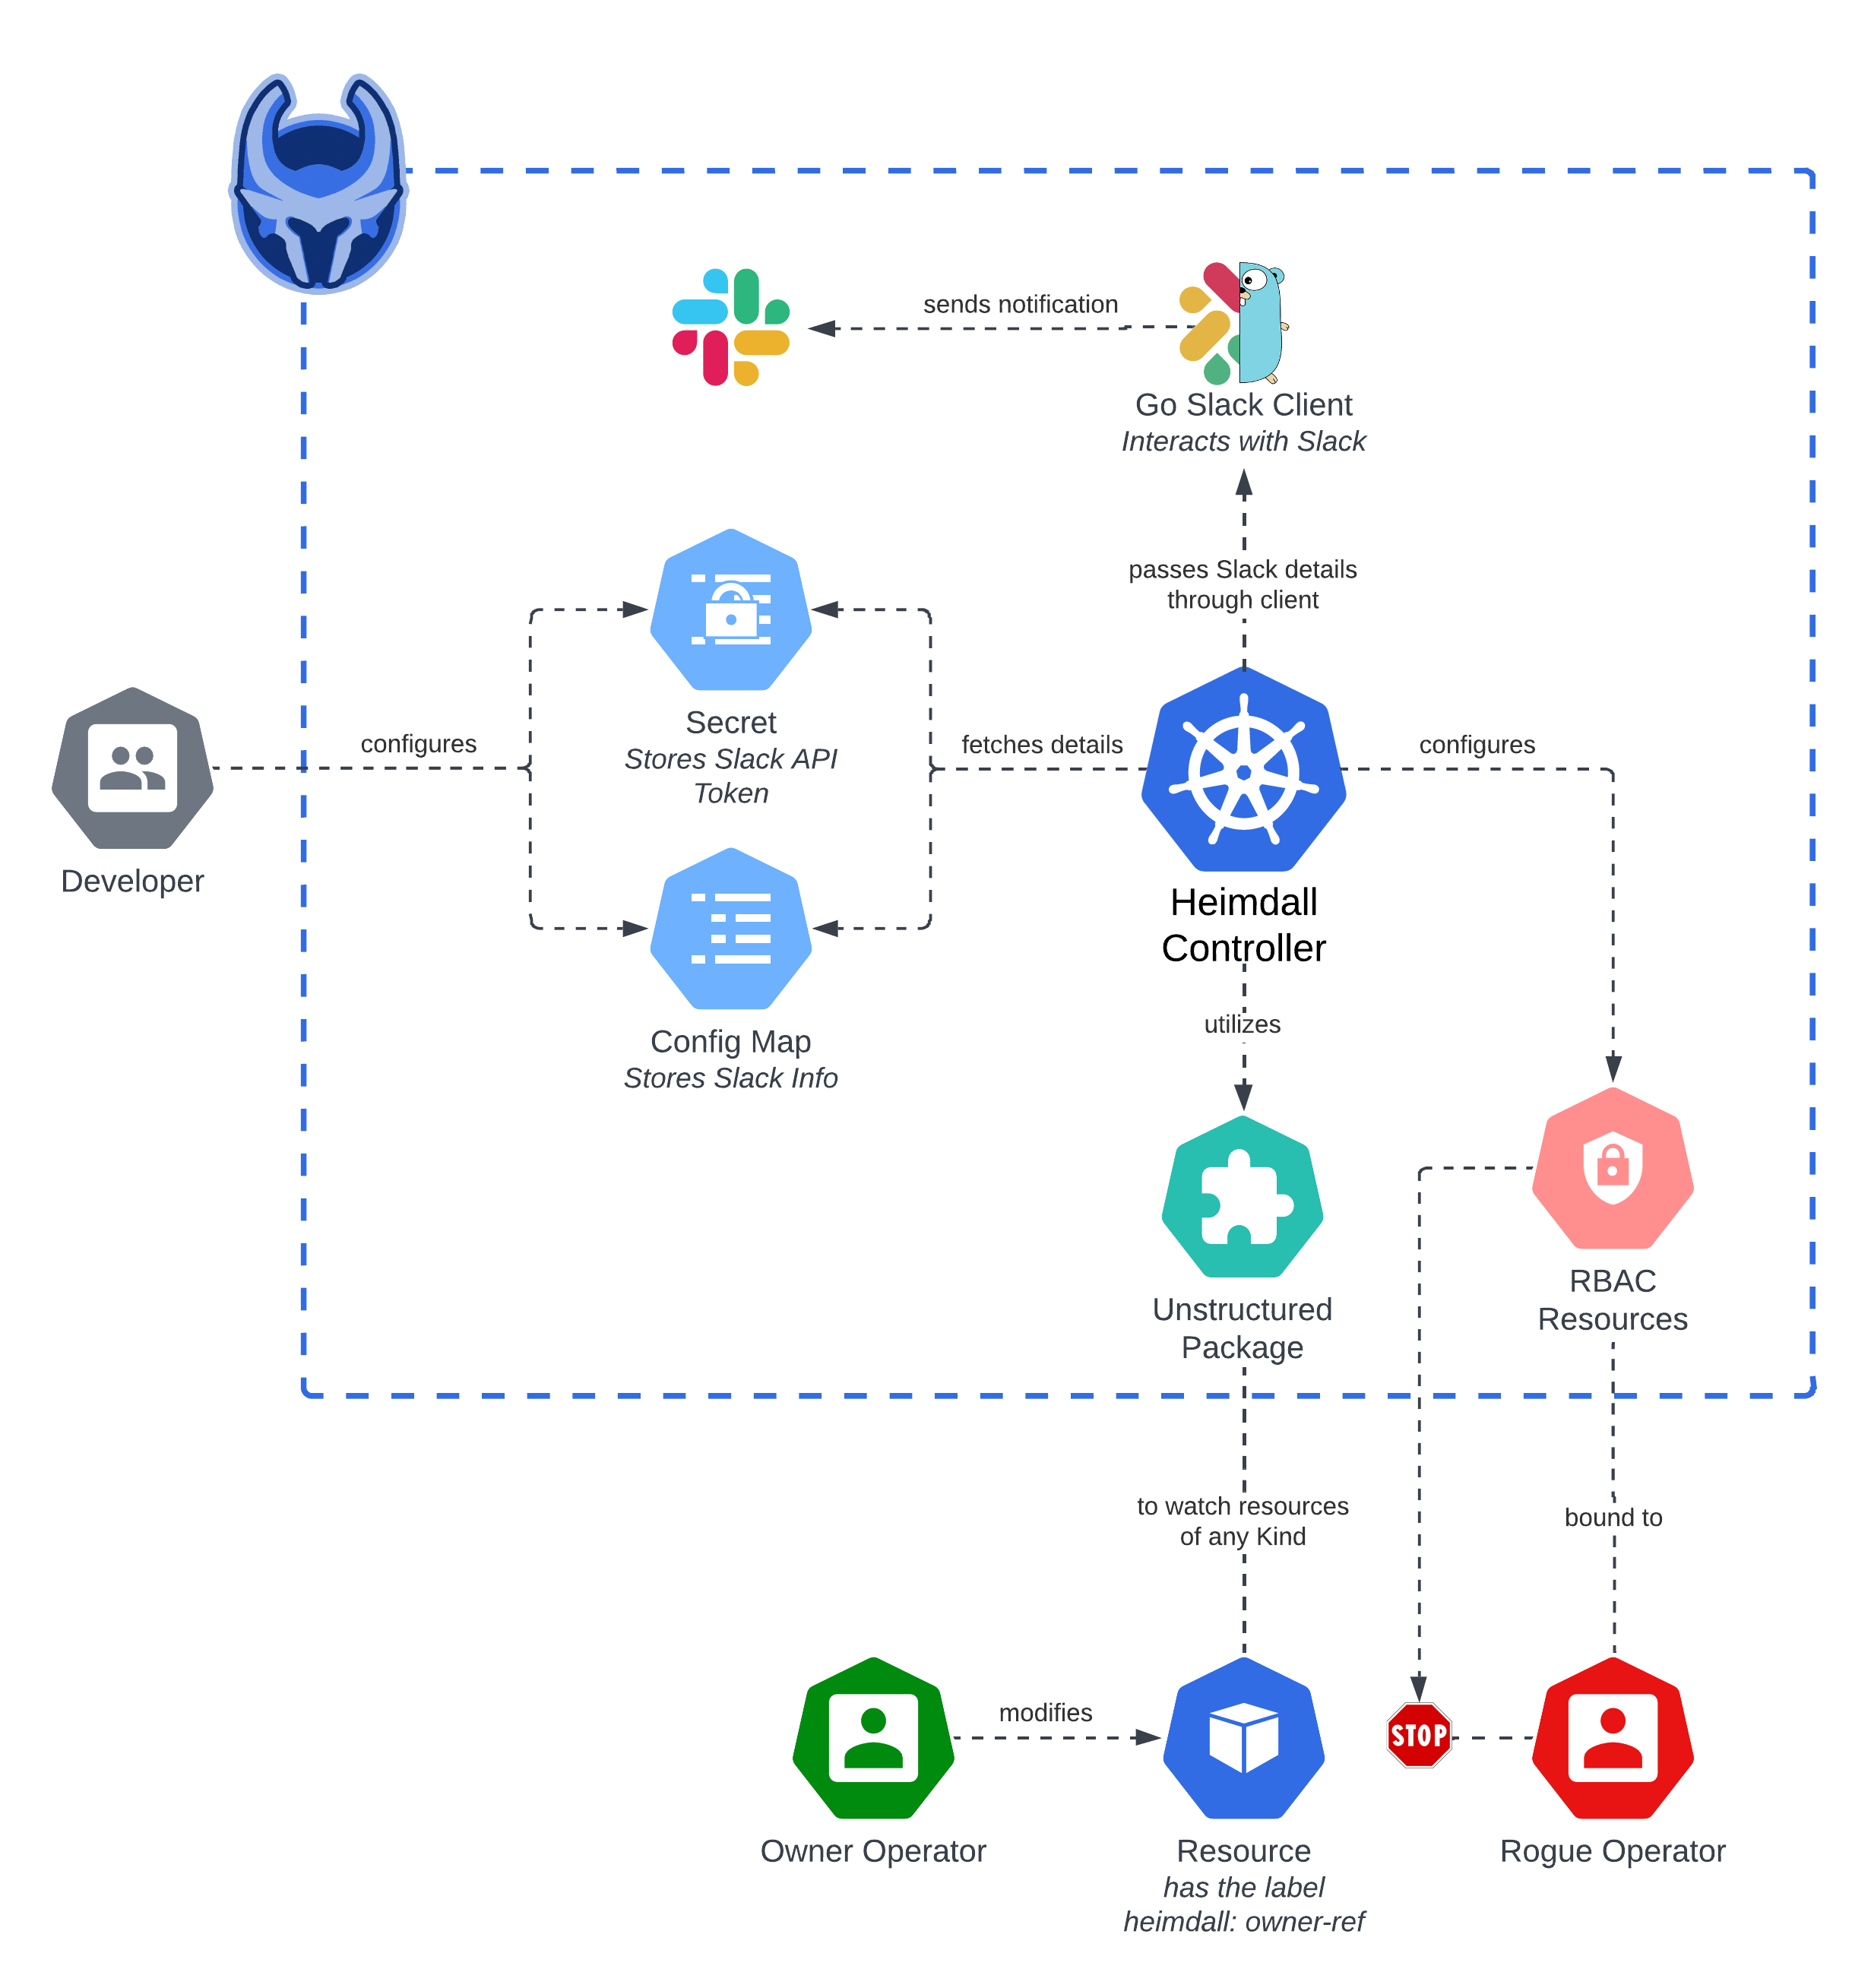 sends notification
Go Slack Client
Interacts with Slack
passes Slack details
through client
Secret
Stores Slack API
Token
configures
fetches details
configures
Developer
Heimdall
Controller
utilizes
Config Map
Stores Slack Info
RBAC
Resources
Unstructured
Package
to watch resources
of any Kind
bound to
modifies
STOP
Owner Operator
Resource
has the label
heimdall: owner-ref
Rogue Operator